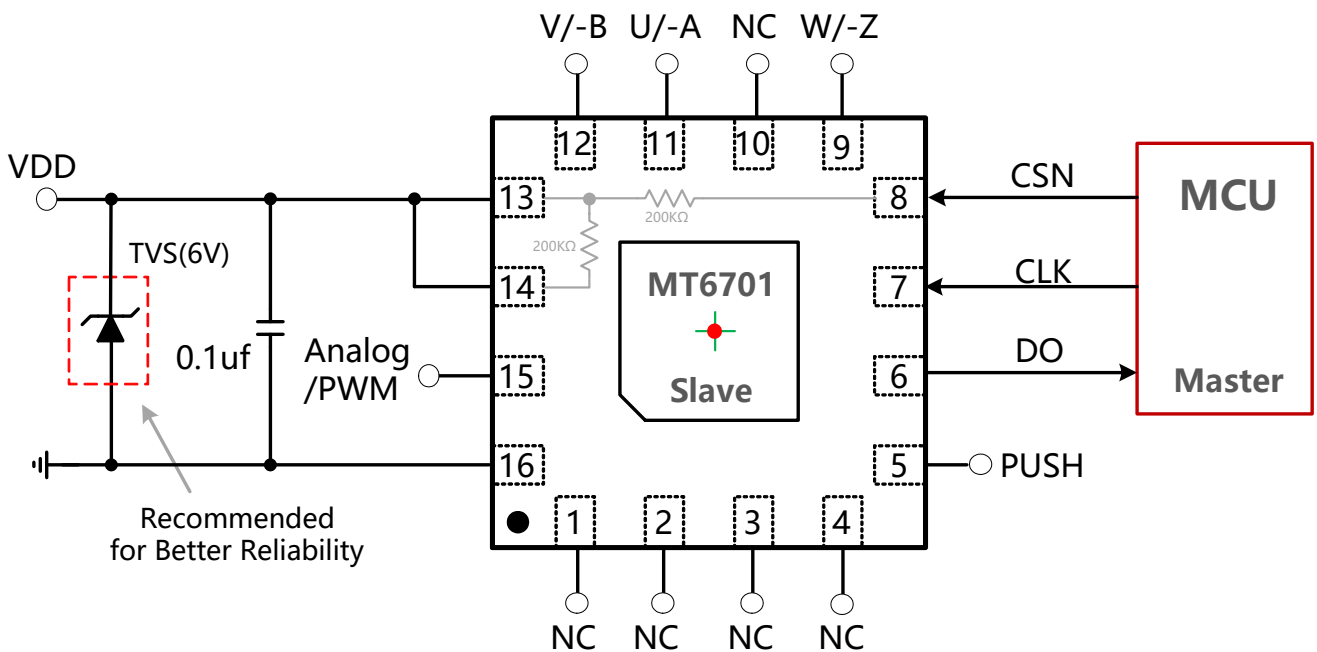 V/-B U/-A NC W/-Z
12 11 10 9
VDD
13
200KΩ
8
CSN
MCU
TVS(6V)
200KΩ
14
MT6701
7
CLK
0.1uf
Analog
/PWM
15
Slave
6
DO
Master
16
5
PUSH
Recommended
for Better Reliability
1 2 3 4
NC NC NC NC